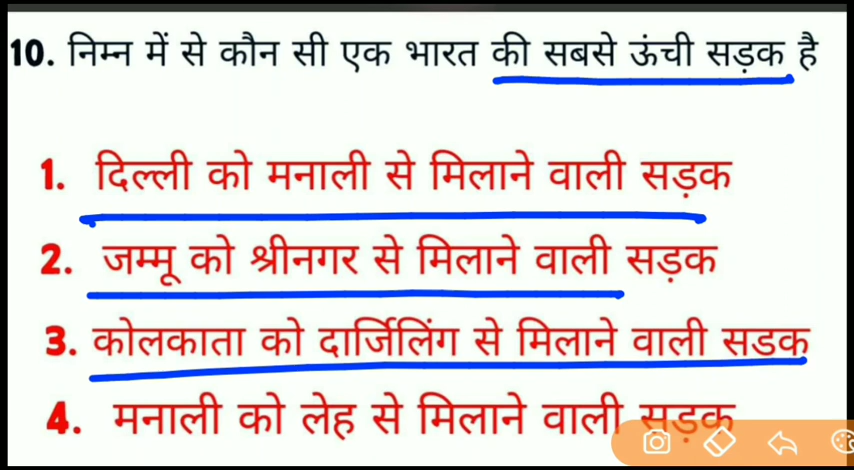 10. निम्न में से कौन सी एक भारत की सबसे ऊंची सड़क है
1. दिल्ली को मनाली से मिलाने वाली सड़क
2. जम्मू को श्रीनगर से मिलाने वाली सड़क
3. कोलकाता को दार्जिलिंग से मिलाने वाली सडक
4. मनाली को लेह से मिलाने वाली सड़क